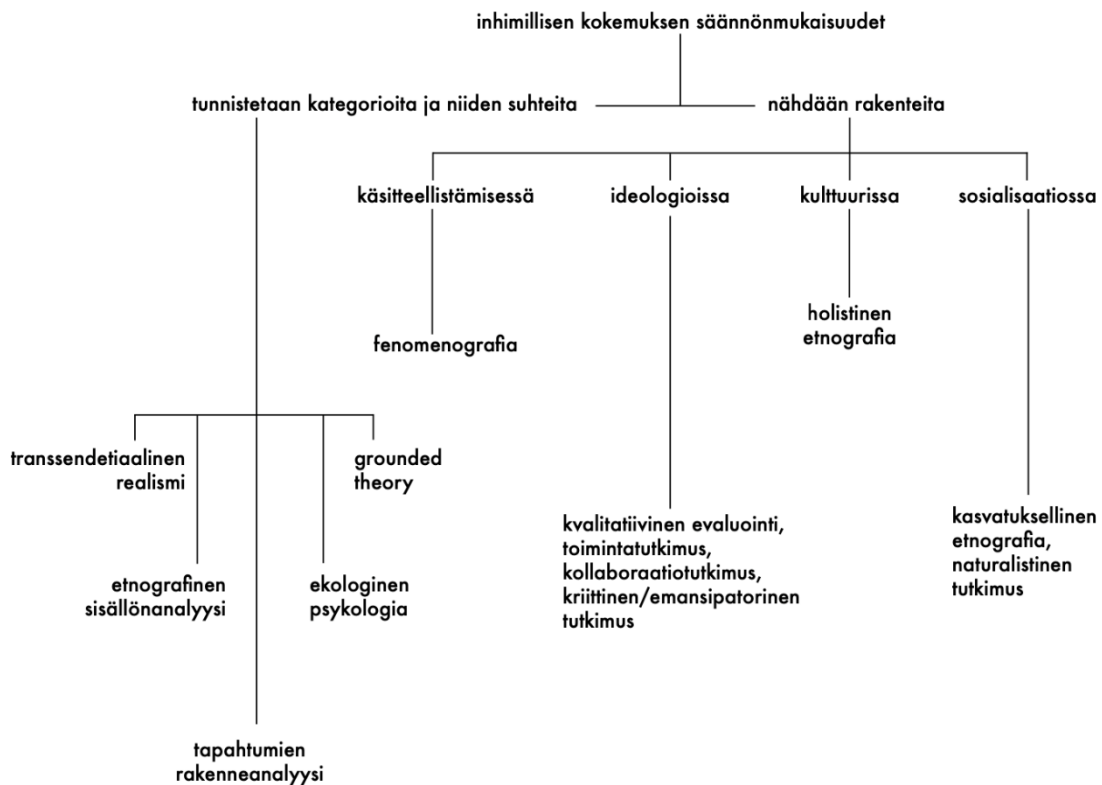 inhimillisen kokemuksen säännönmukaisuudet
tunnistetaan kategorioita ja niiden suhteita
nähdään rakenteita
käsitteellistämisessä
ideologioissa
kulttuurissa
sosialisaatiossa
fenomenografia
holistinen
etnografia
transsendetiaalinen
realismi
grounded
theory
etnografinen
sisällönanalyysi
ekologinen
psykologia
kvalitatiivinen evaluointi,
toimintatutkimus,
kollaboraatiotutkimus,
kriittinen/emansipatorinen
tutkimus
kasvatuksellinen
etnografia,
naturalistinen
tutkimus
tapahtumien
rakenneanalyysi